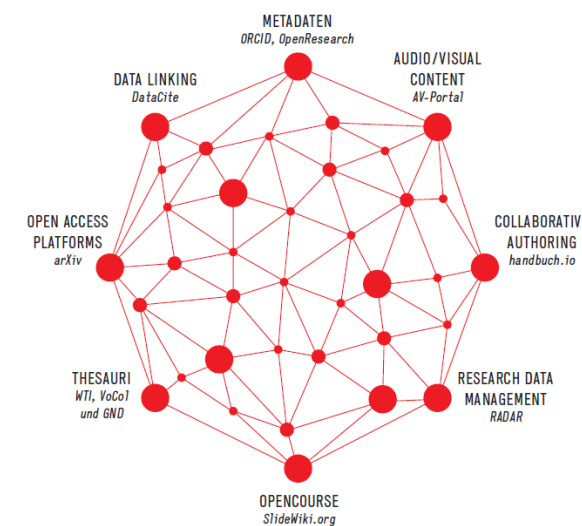 METADATEN
ORCID, OpenResearch
AUDIO/VISUAL
CONTENT
AV-Portal
DATA LINKING
DataCite
OPEN ACCESS
PLATFORMS
arXiv
COLLABORATIV
AUTHORING
handbuch.io
THESAURI
WTI, VoCol
und GND
RESEARCH DATA
MANAGEMENT
RADAR
OPENCOURSE
SlideWiki.org